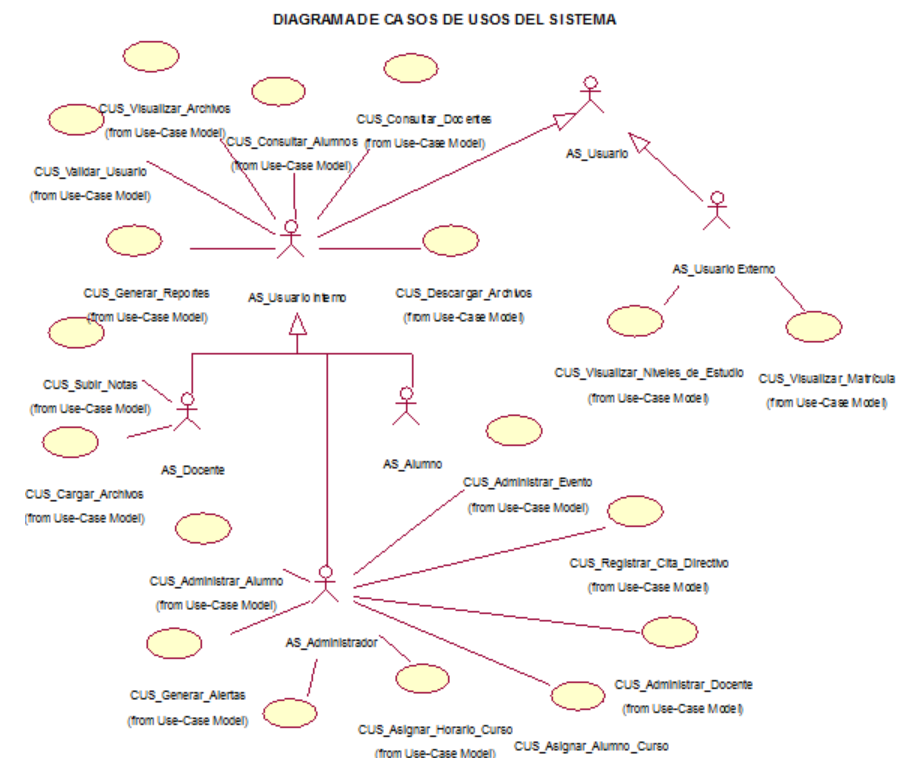 DIAGRAMA DE CASOS DE USOS DEL SISTEMA
CUS_Visualizar_Archivos
(from Use-Case Model)
CUS_Consultar_Alumnos
(from Use-Case Model)
CUS_Consultar_Docentes
(from Use-Case Model)
AS_Usuario
CUS_Validar_Usuario
(from Use-Case Model)
AS_Usuario Externo
CUS_Generar_Reportes
(from Use-Case Model)
AS_Usuario Interno
CUS_Descargar_Archivos
(from Use-Case Model)
CUS_Visualizar_Niveles_de_Estudio
(from Use-Case Model)
CUS_Visualizar_Matrícula
(from Use-Case Model)
CUS_Subir_Notas
(from Use-Case Model)
AS_Docente
AS_Alumno
CUS_Cargar_Archivos
(from Use-Case Model)
CUS_Administrar_Evento
(from Use-Case Model)
CUS_Administrar_Alumno
(from Use-Case Model)
CUS_Registrar_Cita_Directivo
(from Use-Case Model)
AS_Administrador
CUS_Generar_Alertas
(from Use-Case Model)
CUS_Administrar_Docente
(from Use-Case Model)
CUS_Asignar_Horario_Curso
(from Use-Case Model)
CUS_Asignar_Alumno_Curso